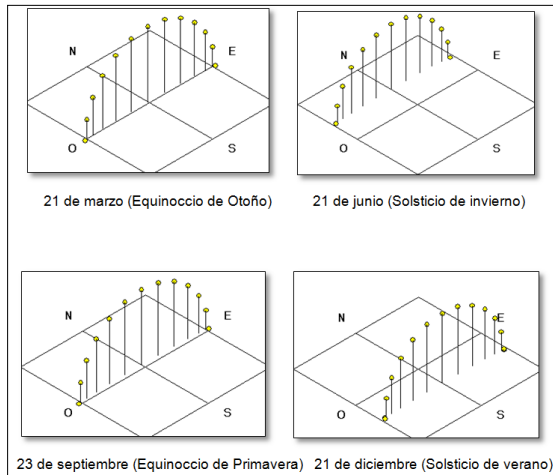 N
E
O
S
21 de marzo (Equinoccio de Otoño)
N
E
O
S
21 de junio (Solsticio de invierno)
N
E
O
S
23 de septiembre (Equinoccio de Primavera)
N
E
O
S
21 de diciembre (Solsticio de verano)